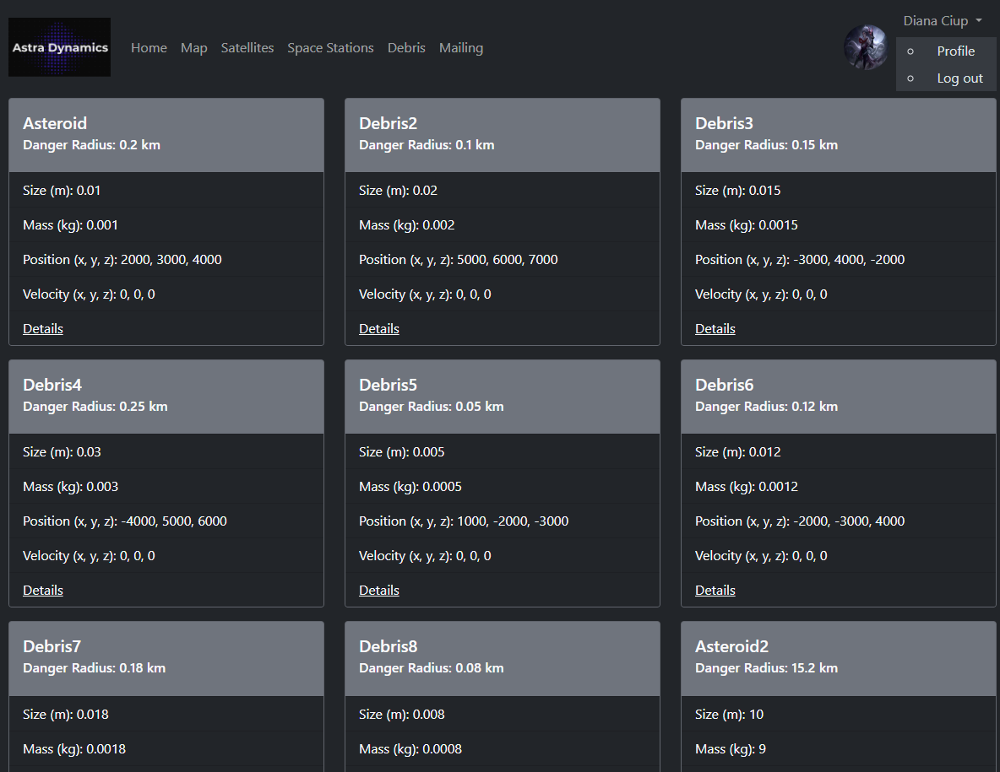 Astra Dynamics
Home
Map
Satellites
Space Stations
Debris
Mailing
Diana Ciup
Profile
Log out
Asteroid
Danger Radius: 0.2 km
Size (m): 0.01
Mass (kg): 0.001
Position (x, y, z): 2000, 3000, 4000
Velocity (x, y, z): 0, 0, 0
Details
Debris2
Danger Radius: 0.1 km
Size (m): 0.02
Mass (kg): 0.002
Position (x, y, z): 5000, 6000, 7000
Velocity (x, y, z): 0, 0, 0
Details
Debris3
Danger Radius: 0.15 km
Size (m): 0.015
Mass (kg): 0.0015
Position (x, y, z): -3000, 4000, -2000
Velocity (x, y, z): 0, 0, 0
Details
Debris4
Danger Radius: 0.25 km
Size (m): 0.03
Mass (kg): 0.003
Position (x, y, z): -4000, 5000, 6000
Velocity (x, y, z): 0, 0, 0
Details
Debris5
Danger Radius: 0.05 km
Size (m): 0.005
Mass (kg): 0.0005
Position (x, y, z): 1000, -2000, -3000
Velocity (x, y, z): 0, 0, 0
Details
Debris6
Danger Radius: 0.12 km
Size (m): 0.012
Mass (kg): 0.0012
Position (x, y, z): -2000, -3000, 4000
Velocity (x, y, z): 0, 0, 0
Details
Debris7
Danger Radius: 0.18 km
Size (m): 0.018
Mass (kg): 0.0018
Debris8
Danger Radius: 0.08 km
Size (m): 0.008
Mass (kg): 0.0008
Asteroid2
Danger Radius: 15.2 km
Size (m): 10
Mass (kg): 9